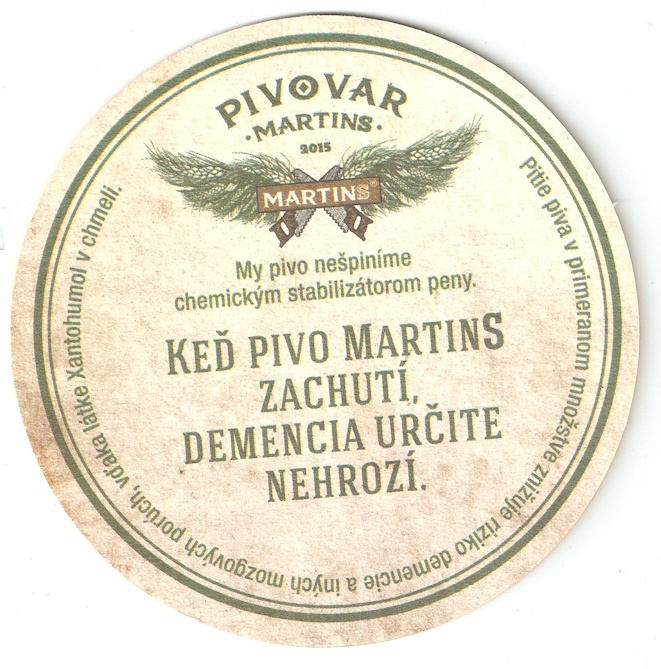 PIVOVAR
·MARTINS·
2015
MARTINS®
My pivo nešpiníme
chemickým stabilizátorom peny.
KEĎ PIVO MARTINS
ZACHUTÍ,
DEMENCIA URČITE
NEHROZÍ.
Pitie piva v primeranom množstve znižuje riziko demencie a iných mozgových porúch, vďaka látke Xantohumol v chmeli.